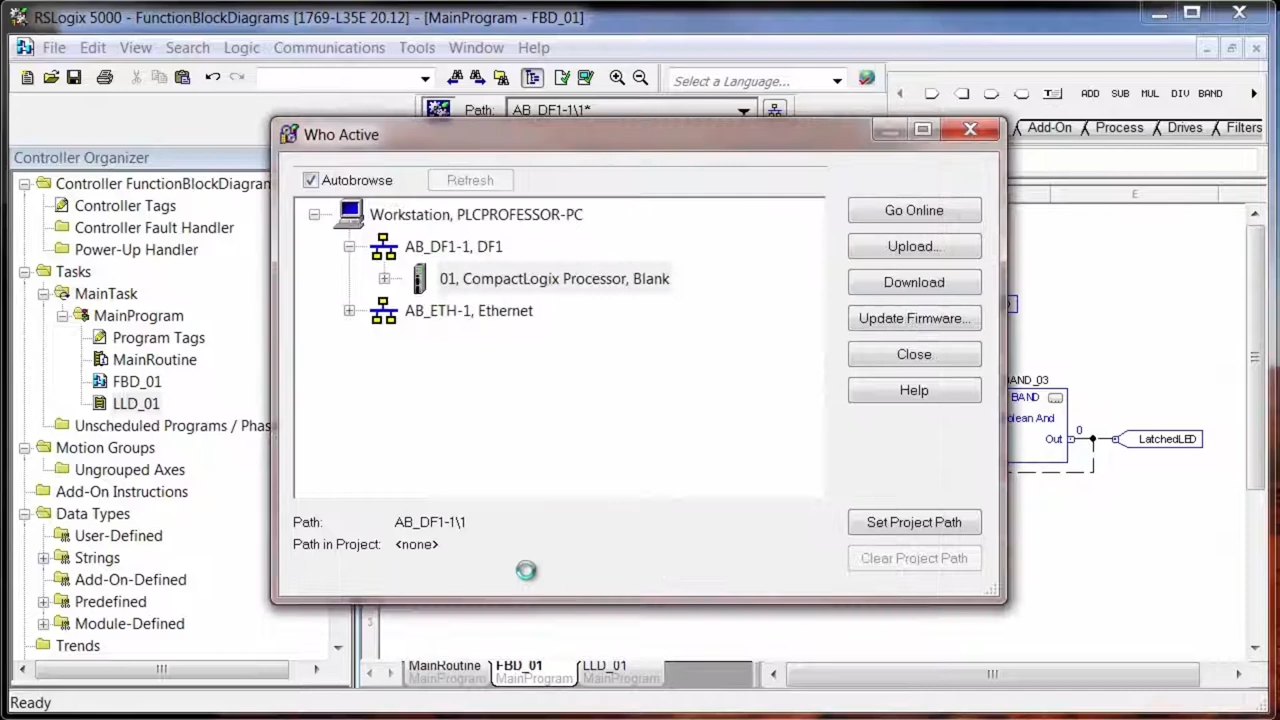 RSLogix 5000 - FunctionBlockDiagrams [1769-L35E 20.12] - [MainProgram - FBD_01]
File Edit View Search Logic Communications Tools Window Help
Select a Language...
Path: AB_DF1-1\1*
ADD SUB MUL DIV BAND
Add-On Process Drives Filters
Controller Organizer
Controller FunctionBlockDiagran
Controller Tags
Controller Fault Handler
Power-Up Handler
Tasks
MainTask
MainProgram
Program Tags
MainRoutine
FBD_01
LLD_01
Unscheduled Programs / Phas
Motion Groups
Ungrouped Axes
Add-On Instructions
Data Types
User-Defined
Strings
Add-On-Defined
Predefined
Module-Defined
Trends
Who Active
Autobrowse
Refresh
Workstation, PLCPROFESSOR-PC
AB_DF1-1, DF1
01, CompactLogix Processor, Blank
AB_ETH-1, Ethernet
Go Online
Upload...
Download
Update Firmware...
Close
Help
Path: AB_DF1-1\1
Path in Project: <none>
Set Project Path
Clear Project Path
E
AND_03
BAND
olean And
Out
0
LatchedLED
3
MainRoutine FBD_01 LLD_01
MainProgram MainProgram MainProgram
Ready